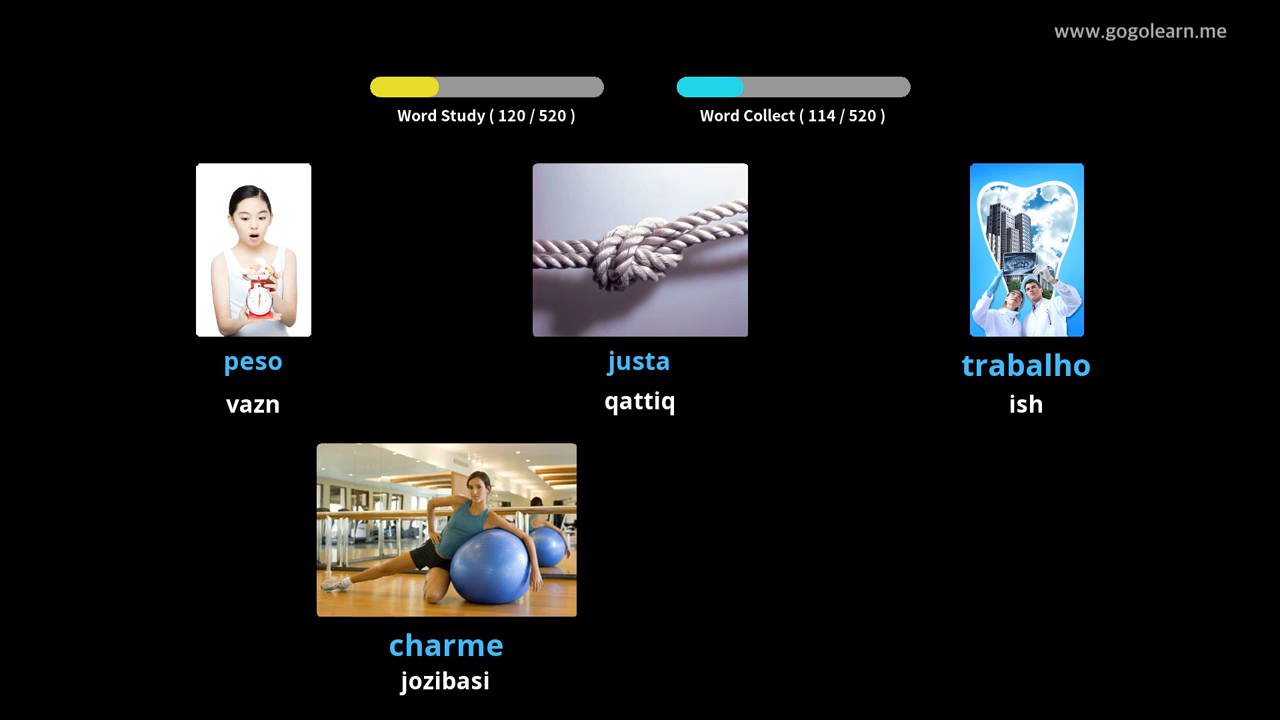 www.gogolearn.me
Word Study ( 120 / 520 )
Word Collect ( 114 / 520 )
peso
vazn
justa
qattiq
trabalho
ish
charme
jozibasi